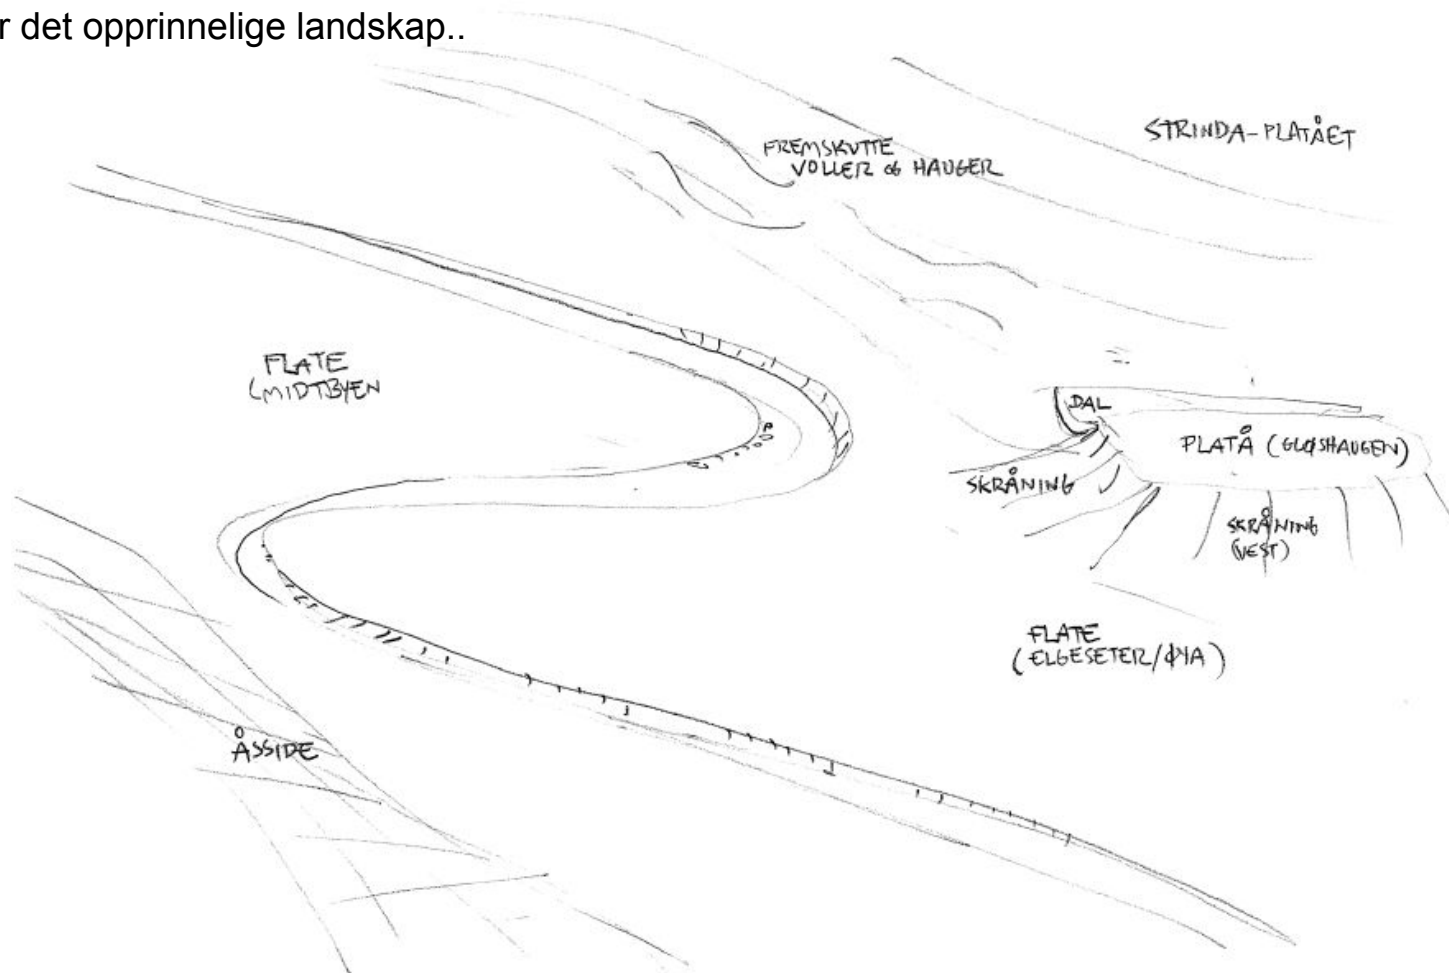 r det opprinnelige landskap..
STRINDA-PLATÅET
FREMSKUTTE
VOLLER OG HAUGER
FLATE
(MIDTBYEN
DAL
PLATÅ (GLØSHAUGEN)
SKRÅNING
SKRÅNING
(VEST)
FLATE
(ELGESETER/ØYA)
ÅSSIDE